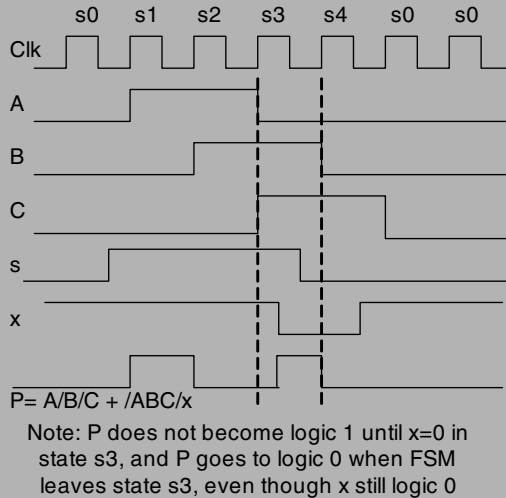 s0 s1 s2 s3 s4 s0 s0
Clk
A
B
C
s
x
P= A/B/C + /ABC/x
Note: P does not become logic 1 until x=0 in
state s3, and P goes to logic 0 when FSM
leaves state s3, even though x still logic 0